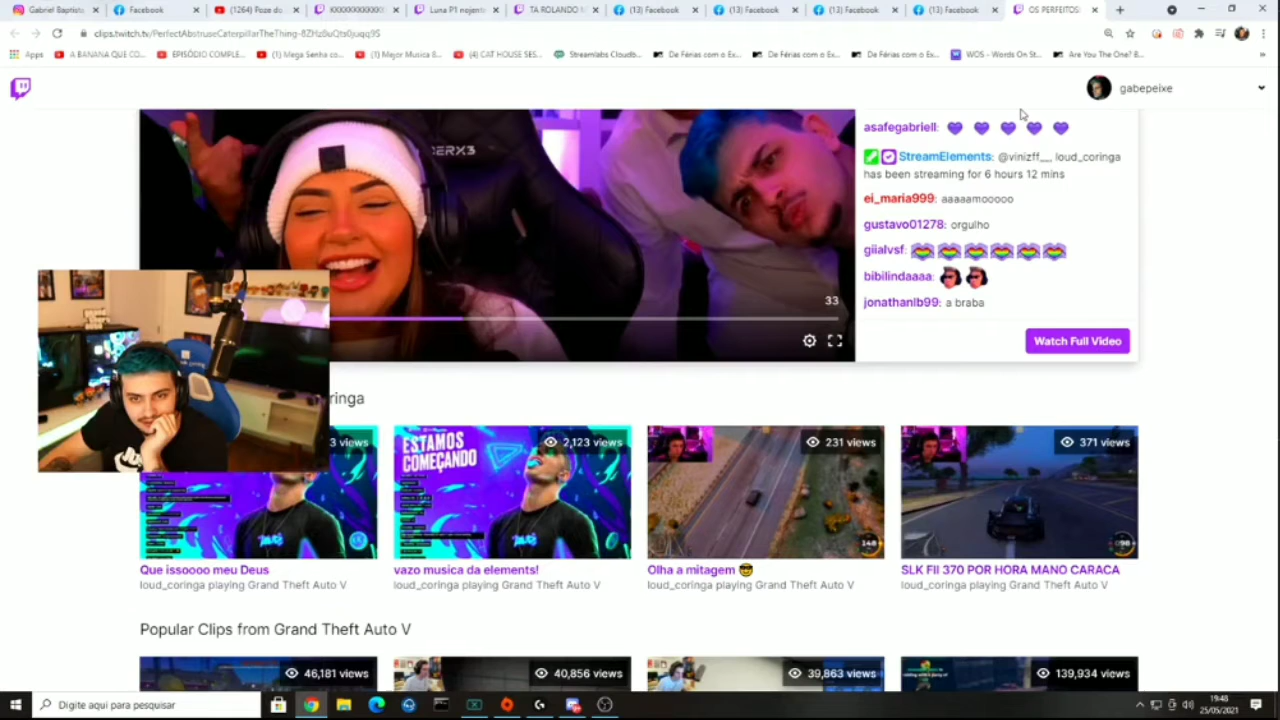 Gabriel Baptista
Facebook
(1264) Poze do...
XXXXXXXXXXXX
Luna P1 nojent
TA ROLANDO
(13) Facebook
(13) Facebook
(13) Facebook
(13) Facebook
OS PERFEITOS
clips.twitch.tv/PerfectAbstruseCaterpillarTheThing-8ZHz8uQts0juqq9S
Apps
A BANANA QUE CO...
EPISÓDIO COMPLE...
(1) Mega Senha co...
(1) Major Musica B...
(4) CAT HOUSE SES...
Streamlabs Cloudb...
De Férias com o Ex...
De Férias com o Ex...
De Férias com o Ex...
WOS - Words On St...
Are You The One? B...
gabepeixe
asafegabriell:
StreamElements: @vinizff__, loud_coringa
has been streaming for 6 hours 12 mins
ei_maria999: aaaaamooooo
gustavo01278: orgulho
giialvsf:
bibilindaaaa:
jonathanlb99: a braba
33
Watch Full Video
ringa
3 views
ESTAMOS
COMEÇANDO
2,123 views
231 views
371 views
Que issoooo meu Deus
loud_coringa playing Grand Theft Auto V
vazo musica da elements!
loud_coringa playing Grand Theft Auto V
Olha a mitagem
loud_coringa playing Grand Theft Auto V
SLK FII 370 POR HORA MANO CARACA
loud_coringa playing Grand Theft Auto V
Popular Clips from Grand Theft Auto V
46,181 views
40,856 views
39,863 views
139,934 views
Digite aqui para pesquisar
19:48
25/05/2021